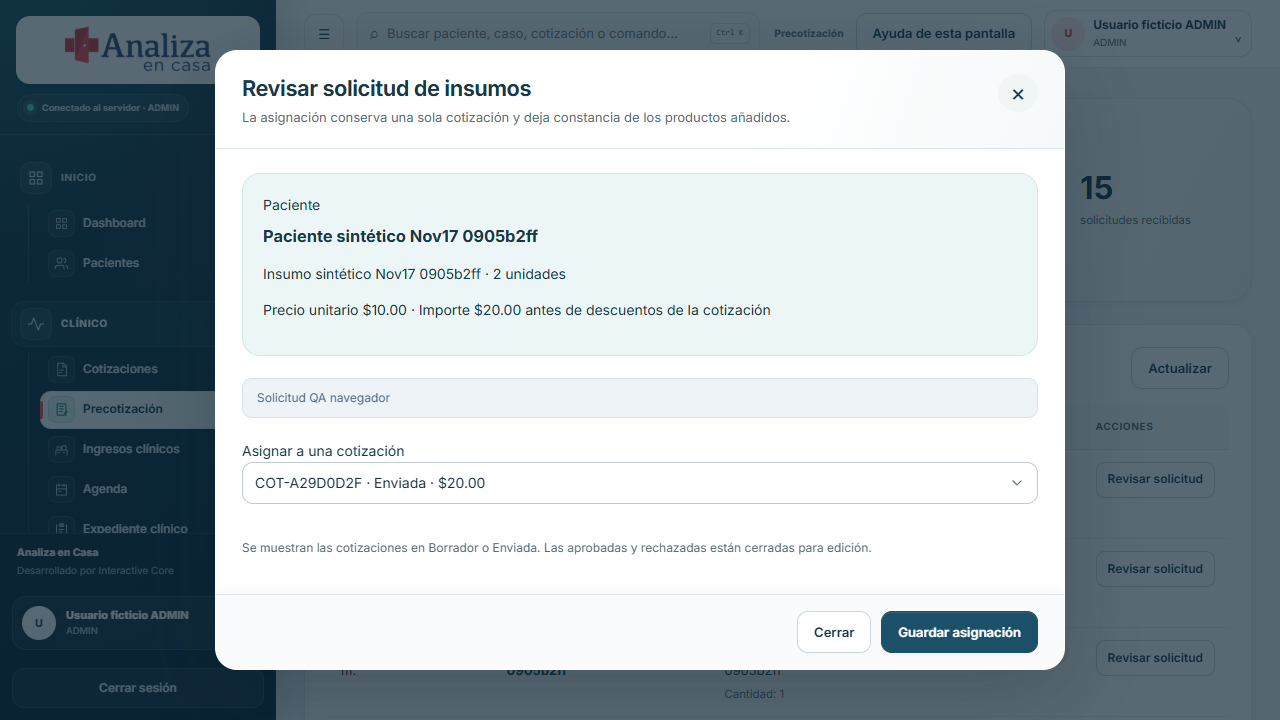 Analiza
en casa
Conectado al servidor - ADMIN
INICIO
Dashboard
Pacientes
CLÍNICO
Cotizaciones
Precotización
Ingresos clínicos
Agenda
Expediente clínico
Analiza en Casa
Desarrollado por Interactive Core
U
Usuario ficticio ADMIN
ADMIN
Cerrar sesión
Buscar paciente, caso, cotización o comando...
Ctrl K
Precotización
Ayuda de esta pantalla
U
Usuario ficticio ADMIN
ADMIN
15
solicitudes recibidas
Actualizar
ACCIONES
Revisar solicitud
Revisar solicitud
Revisar solicitud
Revisar solicitud de insumos
La asignación conserva una sola cotización y deja constancia de los productos añadidos.
Paciente
Paciente sintético Nov17 0905b2ff
Insumo sintético Nov17 0905b2ff · 2 unidades
Precio unitario $10.00 · Importe $20.00 antes de descuentos de la cotización
Solicitud QA navegador
Asignar a una cotización
COT-A29D0D2F · Enviada · $20.00
Se muestran las cotizaciones en Borrador o Enviada. Las aprobadas y rechazadas están cerradas para edición.
Cerrar
Guardar asignación
m.
0905b2ff
0905b2ff
Cantidad: 1